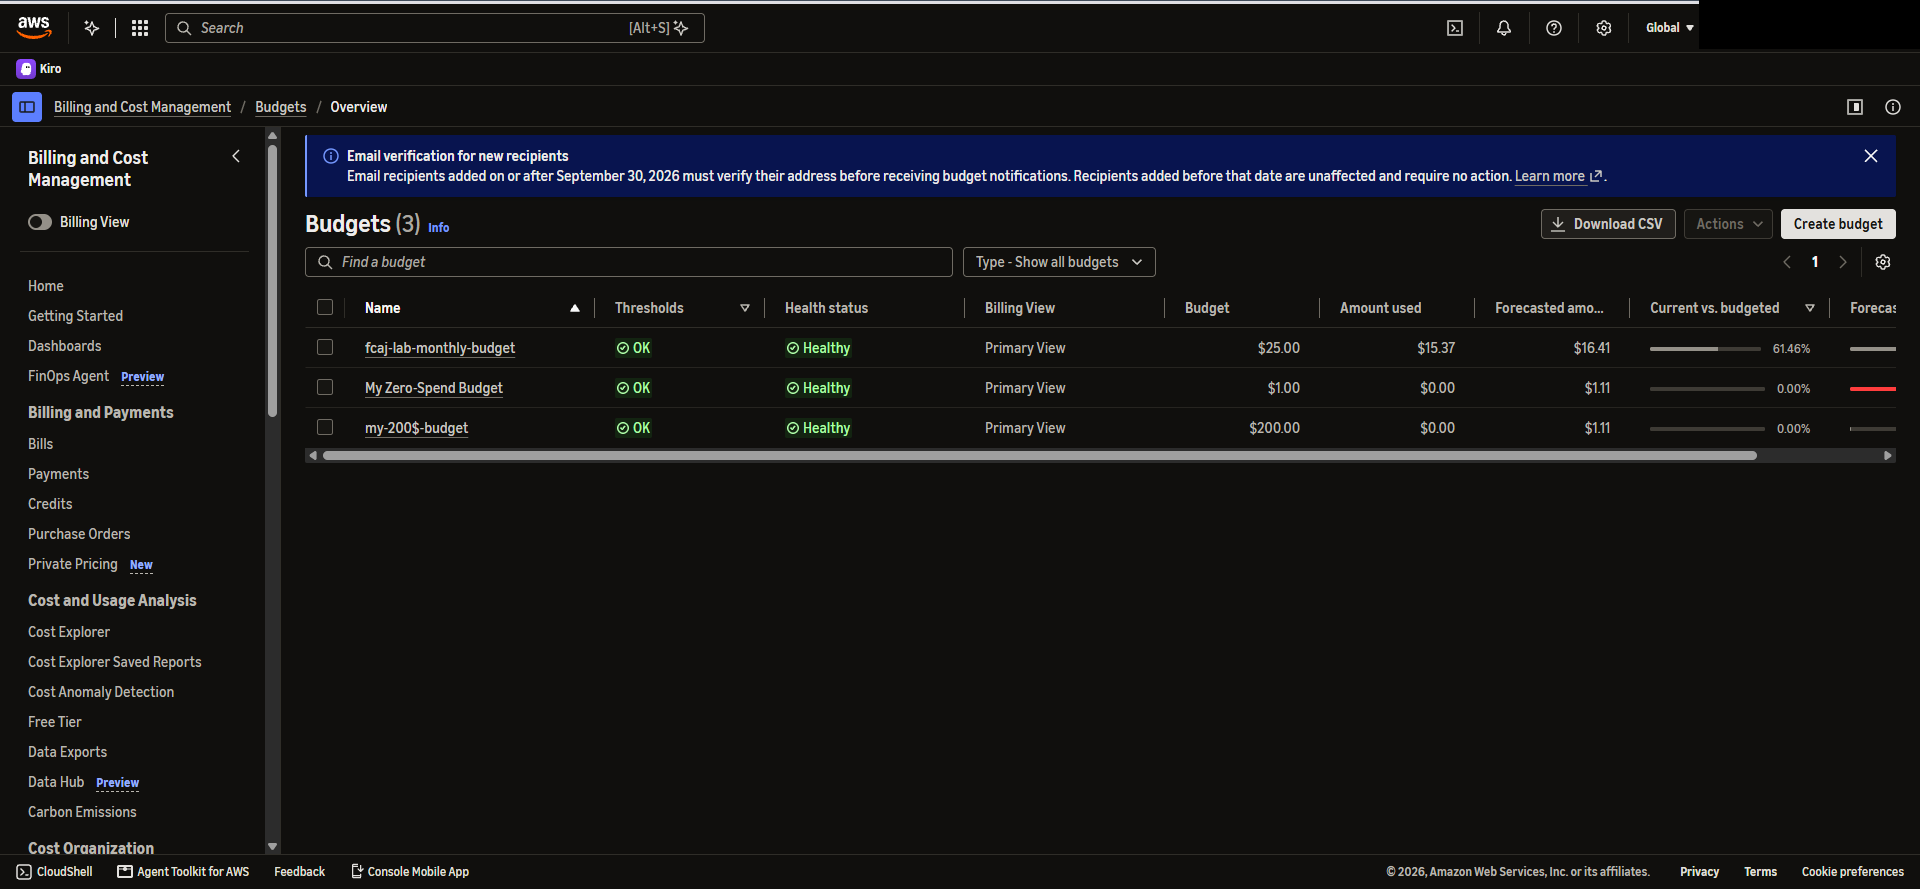 aws
Search [Alt+S]
Global
Kiro
Billing and Cost Management / Budgets / Overview
Billing and Cost Management
Billing View
Home
Getting Started
Dashboards
FinOps Agent Preview
Billing and Payments
Bills
Payments
Credits
Purchase Orders
Private Pricing New
Cost and Usage Analysis
Cost Explorer
Cost Explorer Saved Reports
Cost Anomaly Detection
Free Tier
Data Exports
Data Hub Preview
Carbon Emissions
Cost Organization
Email verification for new recipients
Email recipients added on or after September 30, 2026 must verify their address before receiving budget notifications. Recipients added before that date are unaffected and require no action. Learn more.
Budgets (3) Info
Download CSV Actions Create budget
Find a budget Type - Show all budgets 1
Name Thresholds Health status Billing View Budget Amount used Forecasted amo... Current vs. budgeted Forecas
fcaj-lab-monthly-budget OK Healthy Primary View $25.00 $15.37 $16.41 61.46%
My Zero-Spend Budget OK Healthy Primary View $1.00 $0.00 $1.11 0.00%
my-200$-budget OK Healthy Primary View $200.00 $0.00 $1.11 0.00%
CloudShell Agent Toolkit for AWS Feedback Console Mobile App © 2026, Amazon Web Services, Inc. or its affiliates. Privacy Terms Cookie preferences